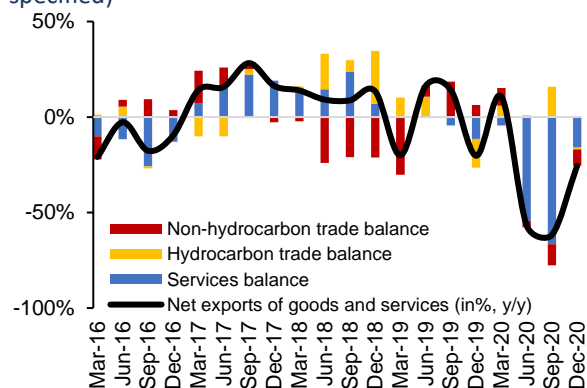 specified)
50%
0%
-50%
-100%
Non-hydrocarbon trade balance
Hydrocarbon trade balance
Services balance
Net exports of goods and services (in%, y/y)
Mar-16
Jun-16
Sep-16
Dec-16
Mar-17
Jun-17
Sep-17
Dec-17
Mar-18
Jun-18
Sep-18
Dec-18
Mar-19
Jun-19
Sep-19
Dec-19
Mar-20
Jun-20
Sep-20
Dec-20